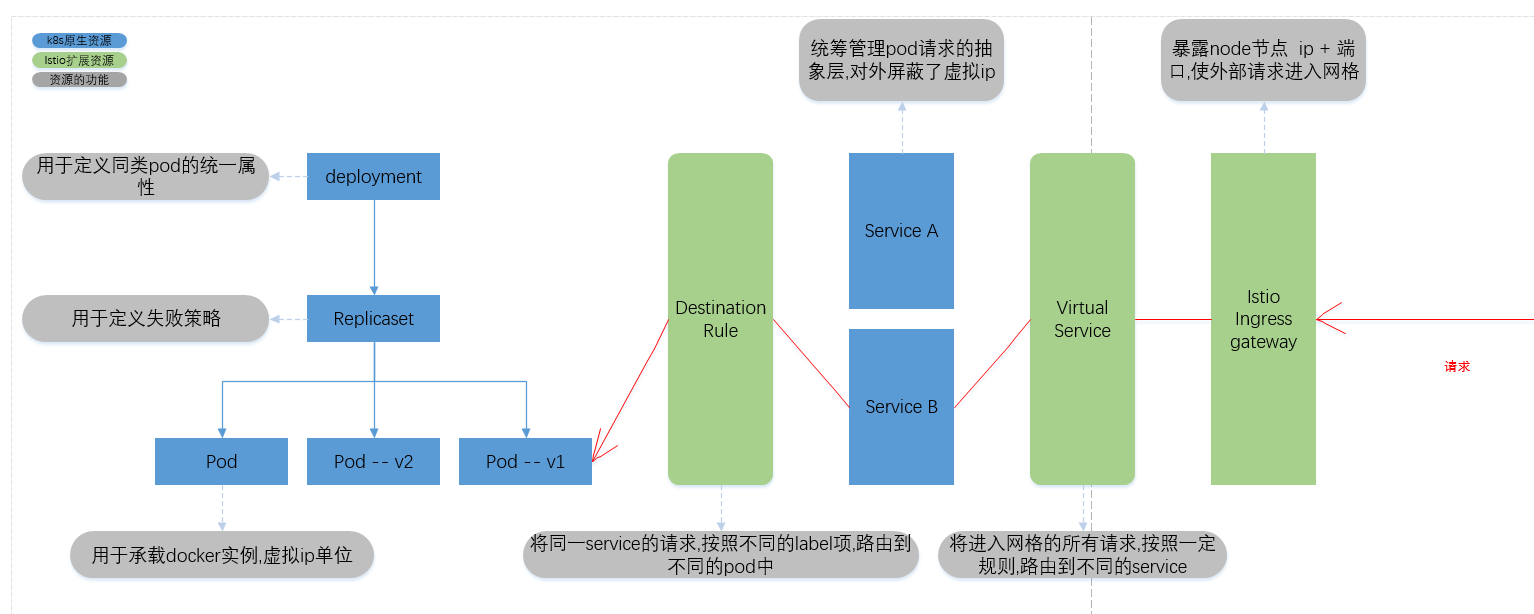 k8s原生资源
Istio扩展资源
资源的功能
统筹管理pod请求的抽
象层,对外屏蔽了虚拟ip
暴露node节点 ip + 端
口,使外部请求进入网格
用于定义同类pod的统一属
性
deployment
Service A
用于定义失败策略
Replicaset
Destination
Rule
Virtual
Service
Istio
Ingress
gateway
请求
Service B
Pod
Pod -- v2
Pod -- v1
用于承载docker实例,虚拟ip单位
将同一service的请求,按照不同的label项,路由到
不同的pod中
将进入网格的所有请求,按照一定
规则,路由到不同的service